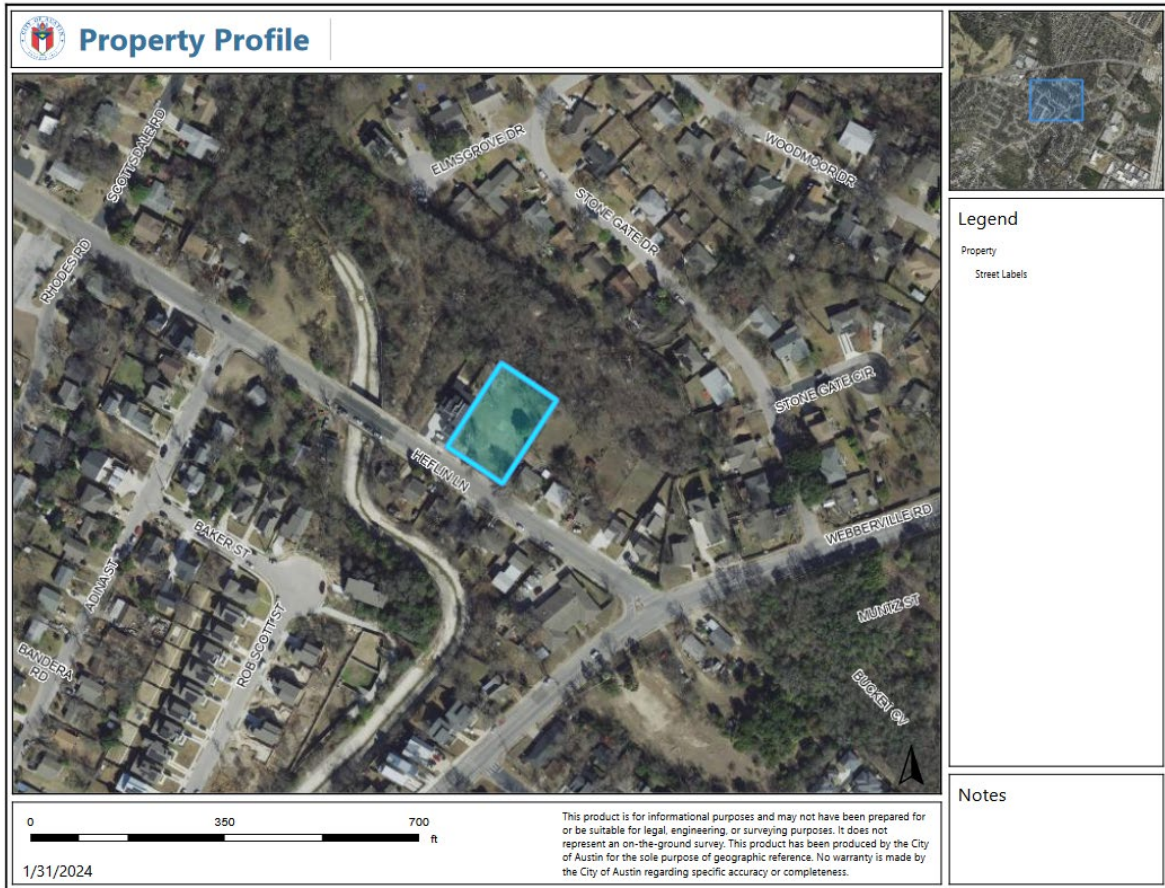 Property Profile
SCOTTSDALE RD
ELMSGROVE DR
WOODMOOR DR
STONE GATE DR
RHODES RD
STONE GATE CIR
HEFLIN LN
WEBBERVILLE RD
BAKER ST
ADINA ST
MUNIZ ST
ROB SCOTT ST
BANDERA
RD
BUCKET CV
Legend
Property
Street Labels
Notes
0 350 700
ft
1/31/2024
This product is for informational purposes and may not have been prepared for
or be suitable for legal, engineering, or surveying purposes. It does not
represent an on-the-ground survey. This product has been produced by the City
of Austin for the sole purpose of geographic reference. No warranty is made by
the City of Austin regarding specific accuracy or completeness.